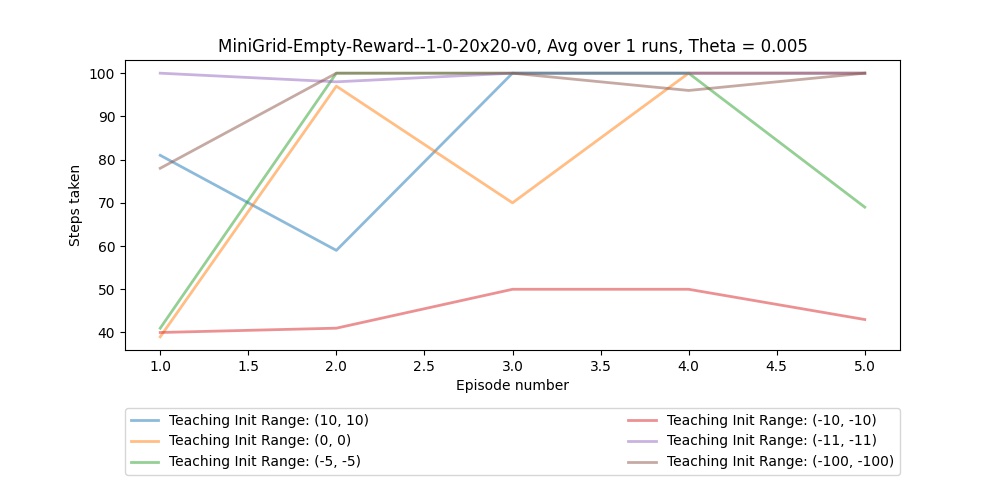 MiniGrid-Empty-Reward--1-0-20x20-v0, Avg over 1 runs, Theta = 0.005
100
90
80
70
60
50
40
Steps taken
1.0 1.5 2.0 2.5 3.0 3.5 4.0 4.5 5.0
Episode number
Teaching Init Range: (10, 10)
Teaching Init Range: (0, 0)
Teaching Init Range: (-5, -5)
Teaching Init Range: (-10, -10)
Teaching Init Range: (-11, -11)
Teaching Init Range: (-100, -100)